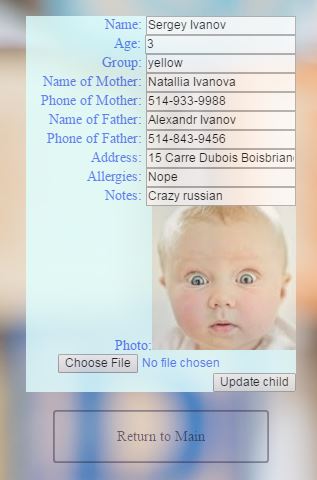 Name: Sergey Ivanov
Age: 3
Group: yellow
Name of Mother: Natallia Ivanova
Phone of Mother: 514-933-9988
Name of Father: Alexandr Ivanov
Phone of Father: 514-843-9456
Address: 15 Carre Dubois Boisbrian
Allergies: Nope
Notes: Crazy russian
Photo:
Choose File No file chosen
Update child
Return to Main